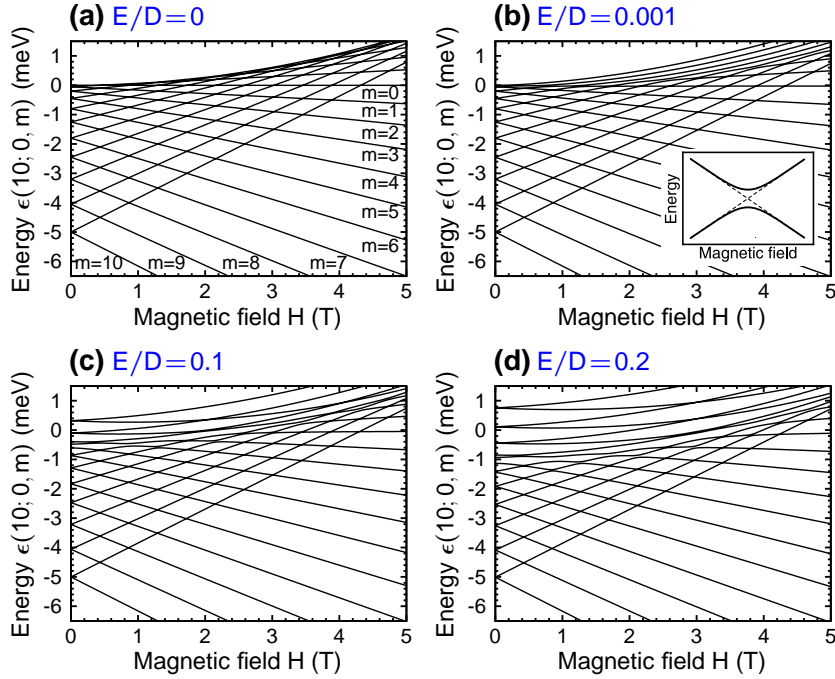 (a) E/D=0
Energy ϵ(10;0,m) (meV)
1
0
-1
-2
-3
-4
-5
-6
m=0
m=1
m=2
m=3
m=4
m=5
m=6
m=10 m=9 m=8 m=7
0 1 2 3 4 5
Magnetic field H (T)
(b) E/D=0.001
Energy ϵ(10;0,m) (meV)
1
0
-1
-2
-3
-4
-5
-6
Energy
Magnetic field
0 1 2 3 4 5
Magnetic field H (T)
(c) E/D=0.1
Energy ϵ(10;0,m) (meV)
1
0
-1
-2
-3
-4
-5
-6
0 1 2 3 4 5
Magnetic field H (T)
(d) E/D=0.2
Energy ϵ(10;0,m) (meV)
1
0
-1
-2
-3
-4
-5
-6
0 1 2 3 4 5
Magnetic field H (T)